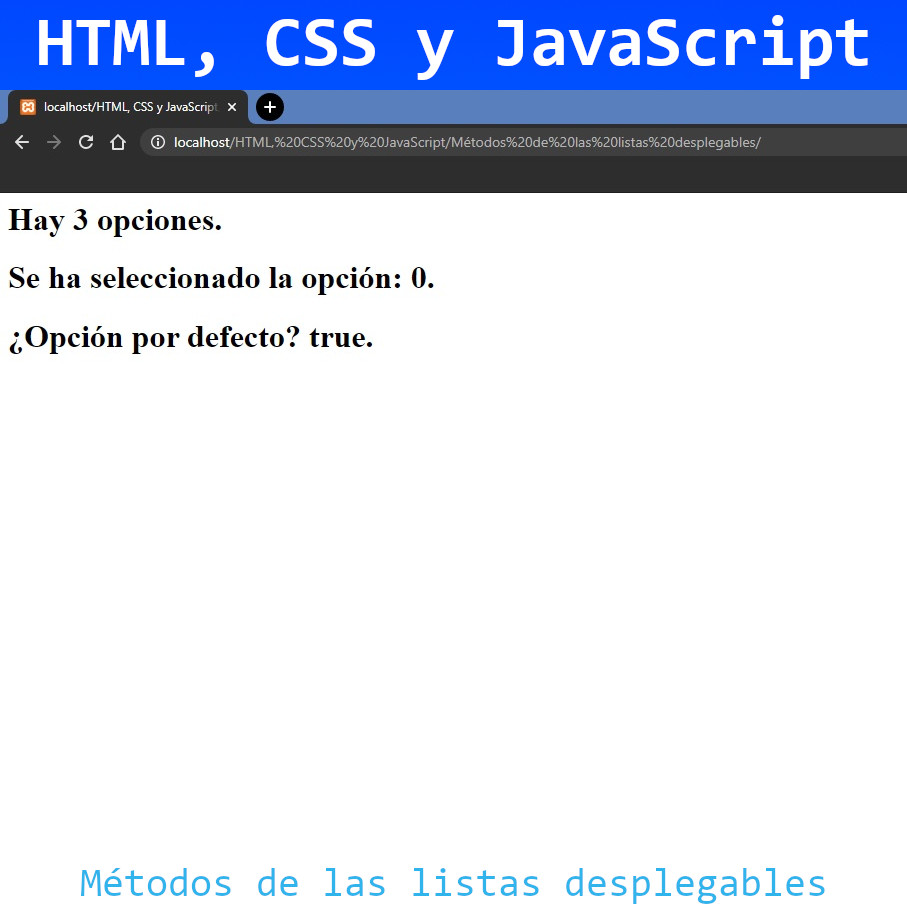 HTML, CSS y JavaScript
localhost/HTML, CSS y JavaScript
localhost/HTML,%20CSS%20y%20JavaScript/Métodos%20de%20las%20listas%20desplegables/
Hay 3 opciones.
Se ha seleccionado la opción: 0.
¿Opción por defecto? true.
Métodos de las listas desplegables